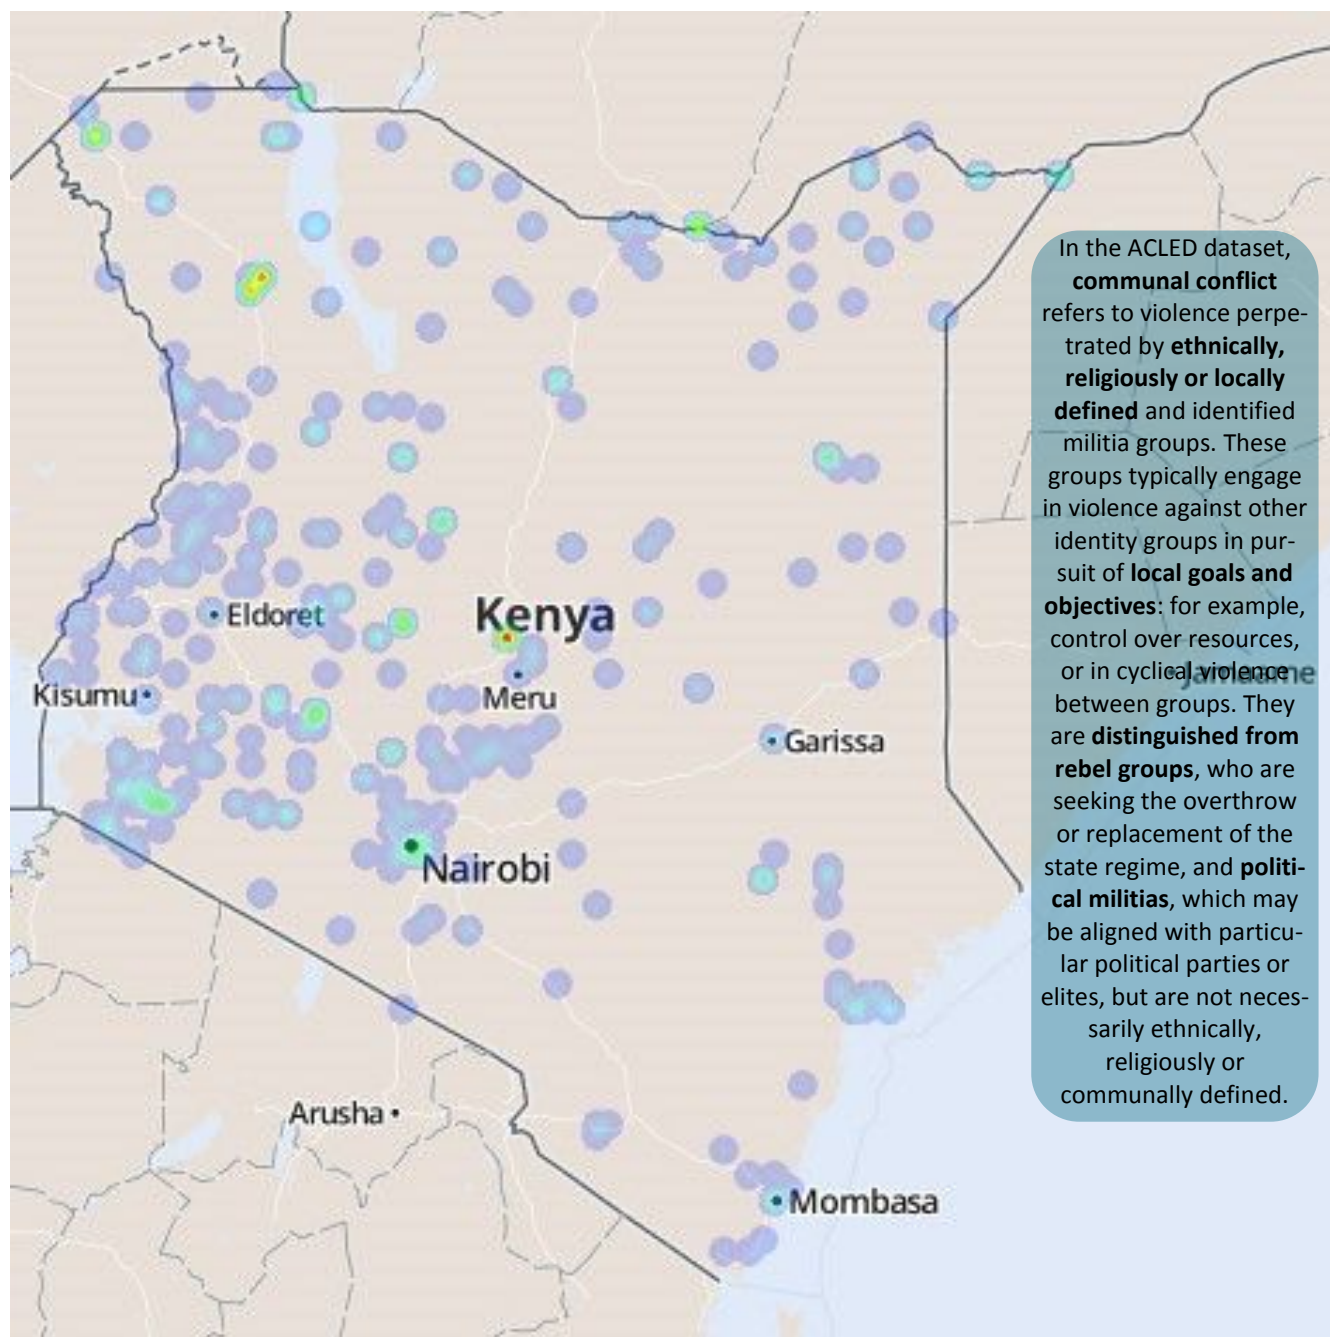 In the ACLED dataset,
communal conflict
refers to violence perpe-
trated by ethnically,
religiously or locally
defined and identified
militia groups. These
groups typically engage
in violence against other
identity groups in pur-
suit of local goals and
objectives: for example,
control over resources,
or in cyclical violence
between groups. They
are distinguished from
rebel groups, who are
seeking the overthrow
or replacement of the
state regime, and politi-
cal militias, which may
be aligned with particu-
lar political parties or
elites, but are not neces-
sarily ethnically,
religiously or
communally defined.
Eldoret
Kenya
Kisumu
Meru
Jamaame
Garissa
Nairobi
Arusha
Mombasa